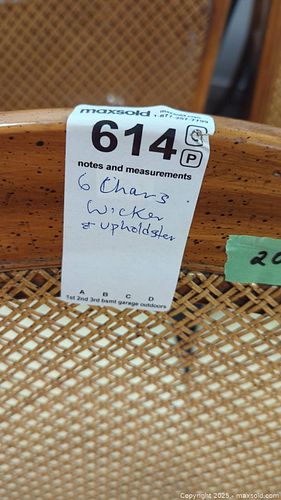 maxsold
614
P
notes and measurements
6 Chars
Wicker
& upholdster
20
A B C D
1st 2nd 3rd bsmt garage outdoors
Copyright 2025 - maxsold.com